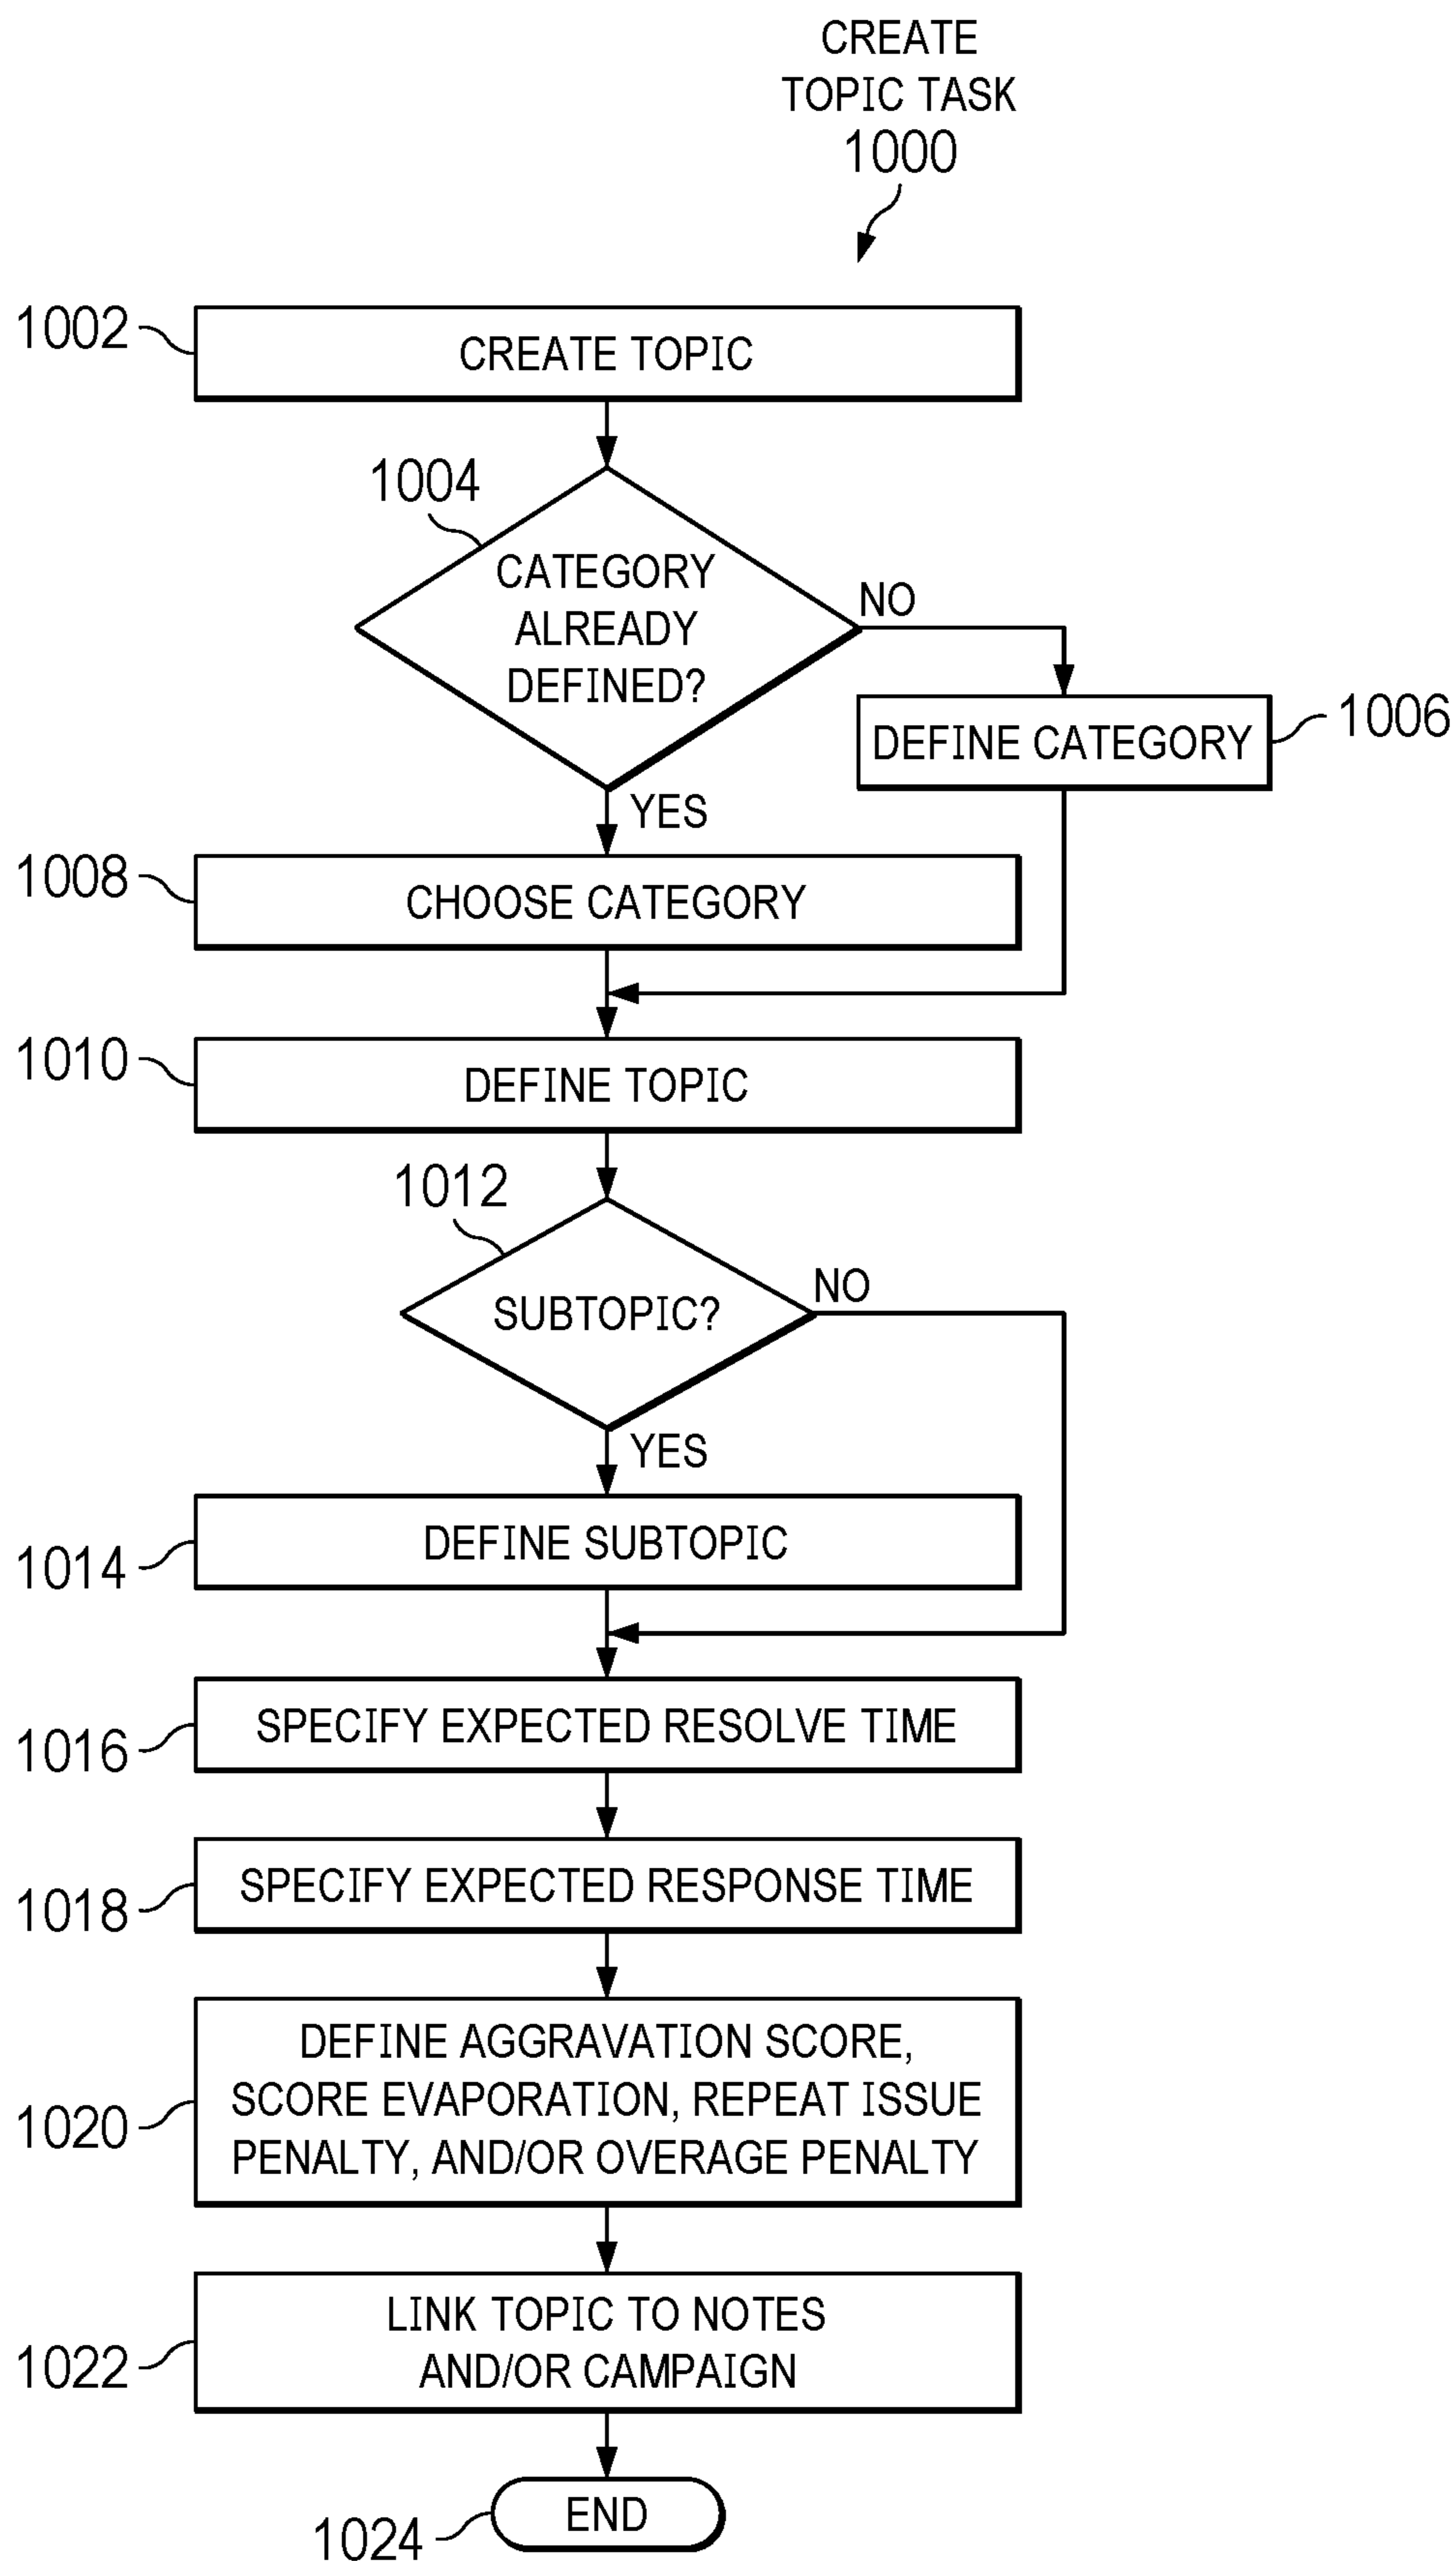 CREATE
TOPIC TASK
1000
1002
CREATE TOPIC
1004
CATEGORY
ALREADY
DEFINED?
NO
1006
DEFINE CATEGORY
YES
1008
CHOOSE CATEGORY
1010
DEFINE TOPIC
1012
SUBTOPIC?
NO
YES
1014
DEFINE SUBTOPIC
1016
SPECIFY EXPECTED RESOLVE TIME
1018
SPECIFY EXPECTED RESPONSE TIME
1020
DEFINE AGGRAVATION SCORE,
SCORE EVAPORATION, REPEAT ISSUE
PENALTY, AND/OR OVERAGE PENALTY
1022
LINK TOPIC TO NOTES
AND/OR CAMPAIGN
1024
END